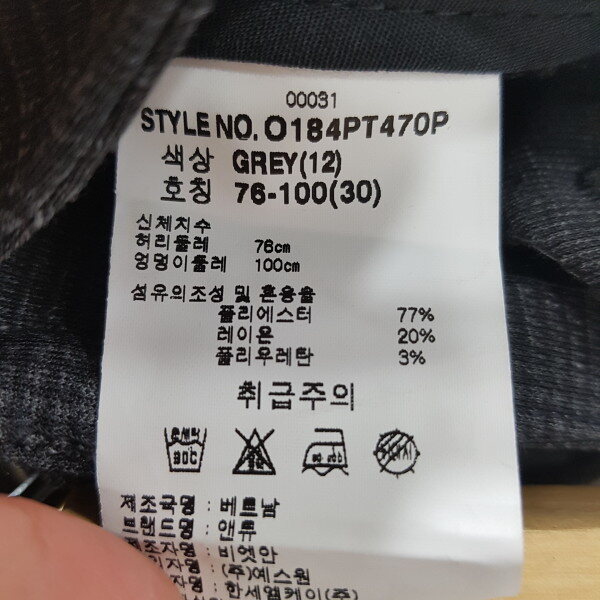 00031
STYLE NO. O184PT470P
색상 GREY(12)
호칭 76-100(30)
신체치수
허리둘레 76cm
엉덩이둘레 100cm
섬유의조성 및 혼용율
폴리에스터 77%
레이온 20%
폴리우레탄 3%
취급주의
제조국명 : 베트남
브랜드명 : 앤듀
제조자명 : 비엣안
(주)예스원
한세엠케이(주)